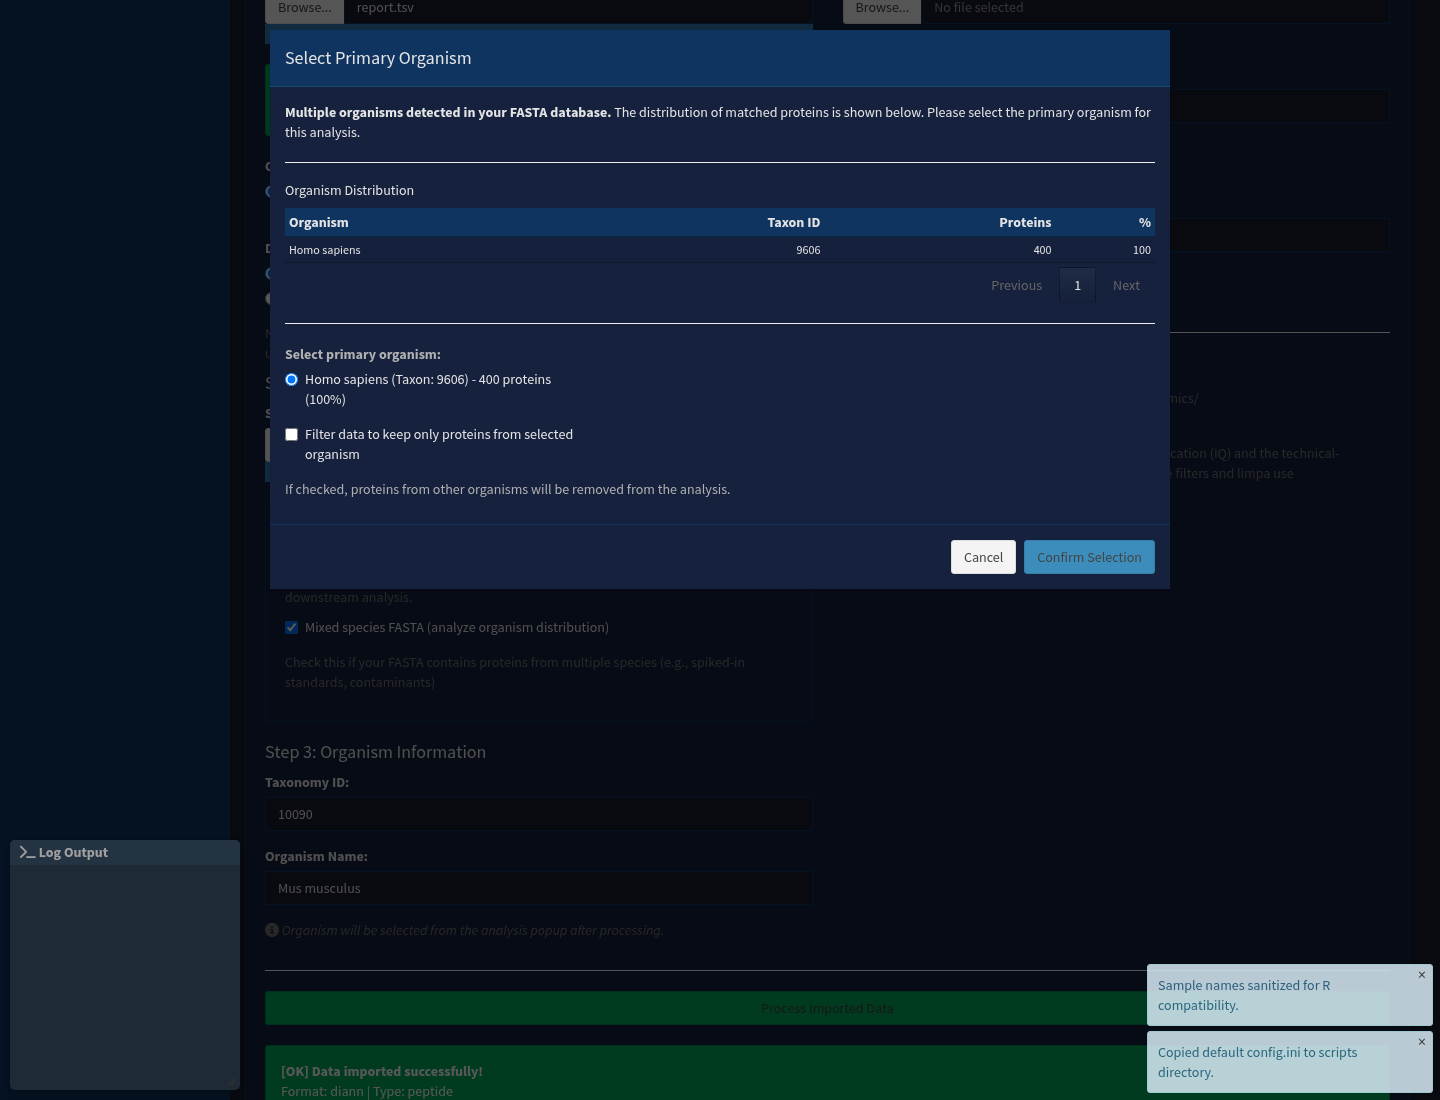 Browse...
report.tsv
Browse...
No file selected
Select Primary Organism
Multiple organisms detected in your FASTA database. The distribution of matched proteins is shown below. Please select the primary organism for
this analysis.
Organism Distribution
Organism Taxon ID Proteins %
Homo sapiens 9606 400 100
Previous 1 Next
Select primary organism:
Homo sapiens (Taxon: 9606) - 400 proteins
(100%)
mics/
Filter data to keep only proteins from selected
organism
cation (IQ) and the technical-
filters and limpa use
If checked, proteins from other organisms will be removed from the analysis.
Cancel
Confirm Selection
downstream analysis.
Mixed species FASTA (analyze organism distribution)
Check this if your FASTA contains proteins from multiple species (e.g., spiked-in
standards, contaminants)
Step 3: Organism Information
Taxonomy ID:
10090
Organism Name:
Mus musculus
Organism will be selected from the analysis popup after processing.
Process Imported Data
[OK] Data imported successfully!
Format: diann | Type: peptide
Log Output
Sample names sanitized for R
compatibility.
×
Copied default config.ini to scripts
directory.
×